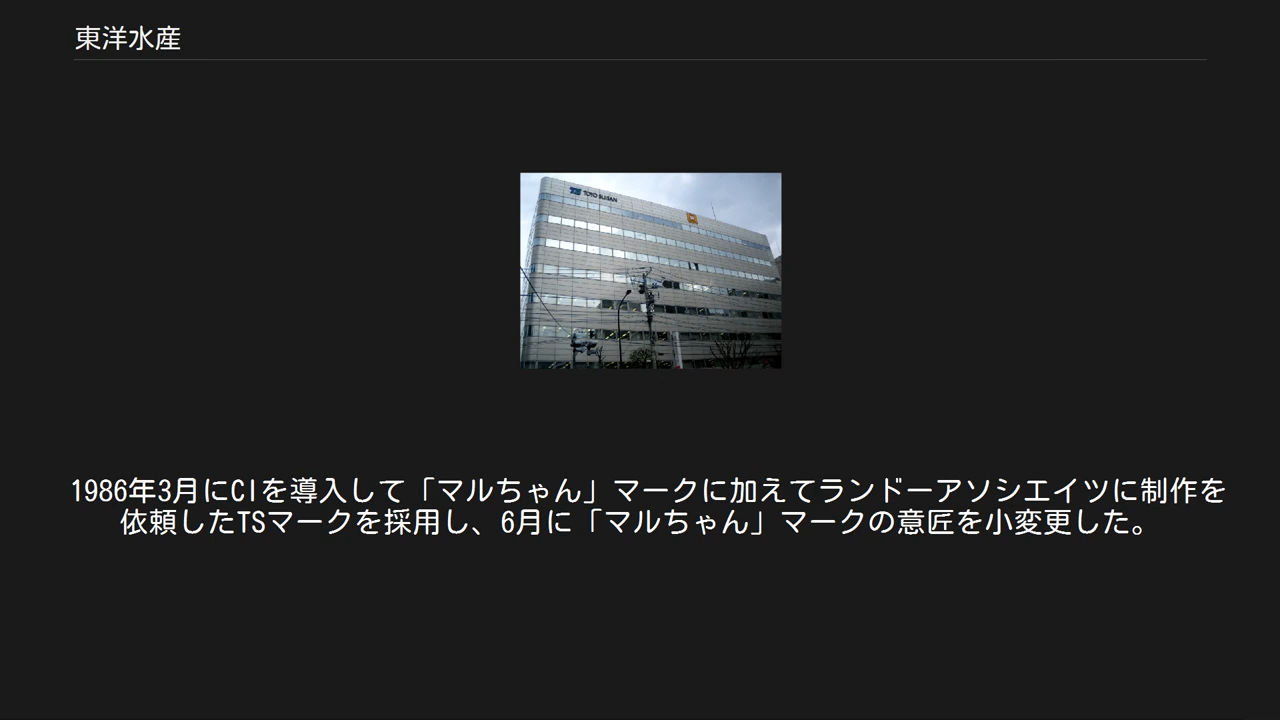 東洋水産
TS TOYO SUISAN
1986年3月にCIを導入して「マルちゃん」マークに加えてランドーアソシエイツに制作を
依頼したTSマークを採用し、6月に「マルちゃん」マークの意匠を小変更した。